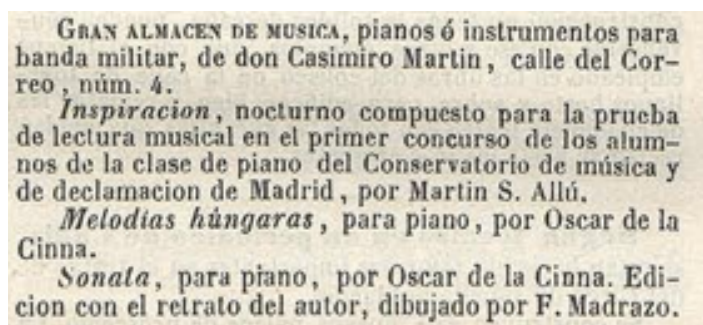 GRAN ALMACEN DE MUSICA, pianos ó instrumentos para
banda militar, de don Casimiro Martin, calle del Cor-
reo, núm. 4.
Inspiracion, nocturno compuesto para la prueba
de lectura musical en el primer concurso de los alum-
nos de la clase de piano del Conservatorio de música y
de declamacion de Madrid, por Martin S. Allú.
Melodias húngaras, para piano, por Oscar de la
Cinna.
Sonata, para piano, por Oscar de la Cinna. Edi-
cion con el retrato del autor, dibujado por F. Madrazo.